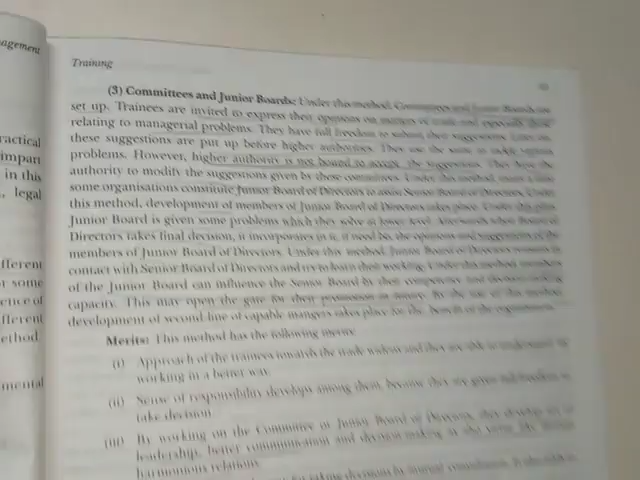 agement
ractical
impart
in this
, legal
fferent
r some
ence of
fferent
ethod.
mental
Training
(3) Committees and Junior Boards: Under this method, Committees and Junior Boards are
set up. Trainees are invited to express their opinions on matters of trade and especially those
relating to managerial problems. They have full freedom to submit their suggestions. Later on
these suggestions are put up before higher authorities. They use the same to tackle various
problems. However, higher authority is not bound to accept the suggestions. They have the
authority to modify the suggestions given by these committees. Under this method,
some organisations constitute Junior Board of Directors to assist Senior Board of Directors. Under
this method, development of members of Junior Board of Directors takes place. Under this plan
Junior Board is given some problems which they solve at lower level. Afterwards when Board of
Directors takes final decision, it incorporates in it, if need be, the opinions and suggestions of the
members of Junior Board of Directors. Under this method, Junior Board of Directors remains in
contact with Senior Board of Directors and try to learn their working. Under this method members
of the Junior Board can influence the Senior Board by their competency and decision-making
capacity. This may open the gate for their promotion in future. By the use of this method,
development of second line of capable mangers takes place for the benefit of the organisation.
Merits: This method has the following merits:
(i) Approach of the trainees towards the trade widens and they are able to understand
working in a better way.
(ii) Sense of responsibility develops among them, because they are given full freedom to
take decision.
(iii) By working on the Committee or Junior Board of Directors, they develop
leadership, better communication and decision-making
harmonious relations.
for taking decisions by mutual consultation. It also